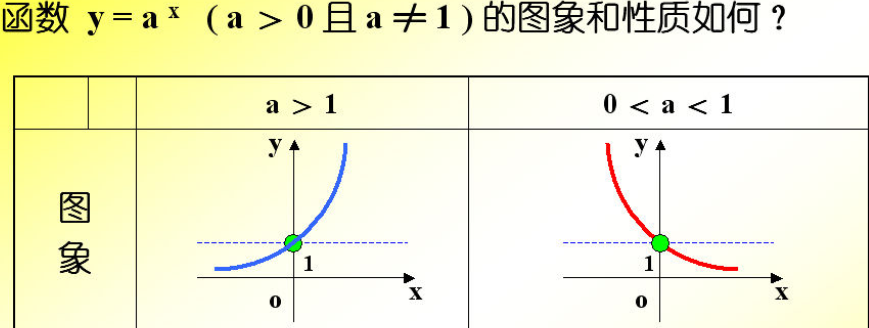 函数 y = a ˣ ( a > 0 且 a ≠ 1 ) 的图象和性质如何？
a > 1
0 < a < 1
图象
y
1
o
x
y
1
o
x